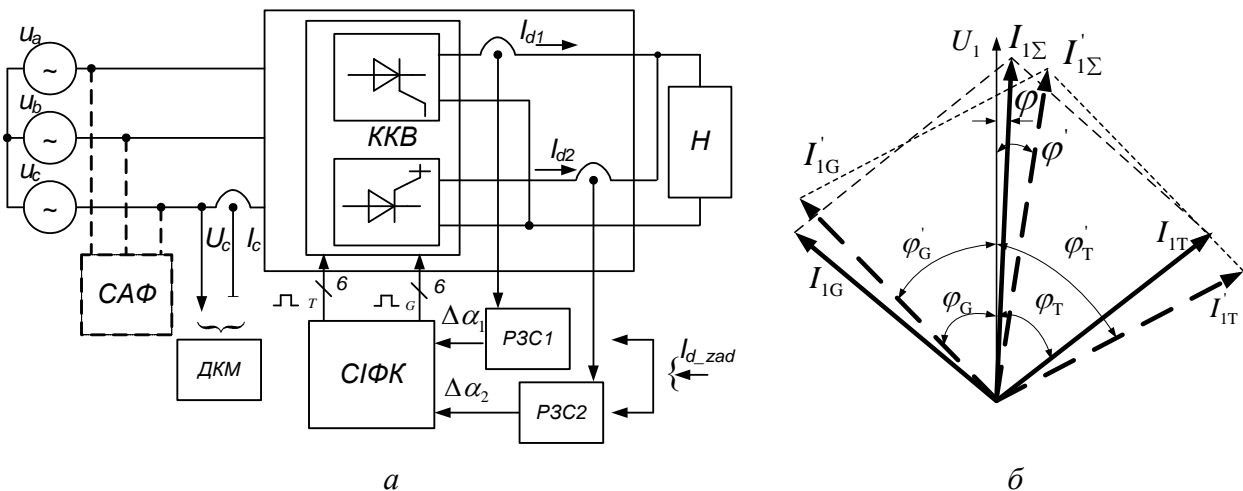 u_a
~
u_b
~
u_c
~
САФ
U_c I_c
ДКМ
ККВ
I_d1
I_d2
Н
T 6
G 6
СІФК
Δα_1
Δα_2
РЗС1
РЗС2
{I_d_zad
а
U_1
I_1Σ
I'_1Σ
φ
φ'
I'_1G
I_1G
φ'_G
φ'_T
φ_G
φ_T
I_1T
I'_1T
б